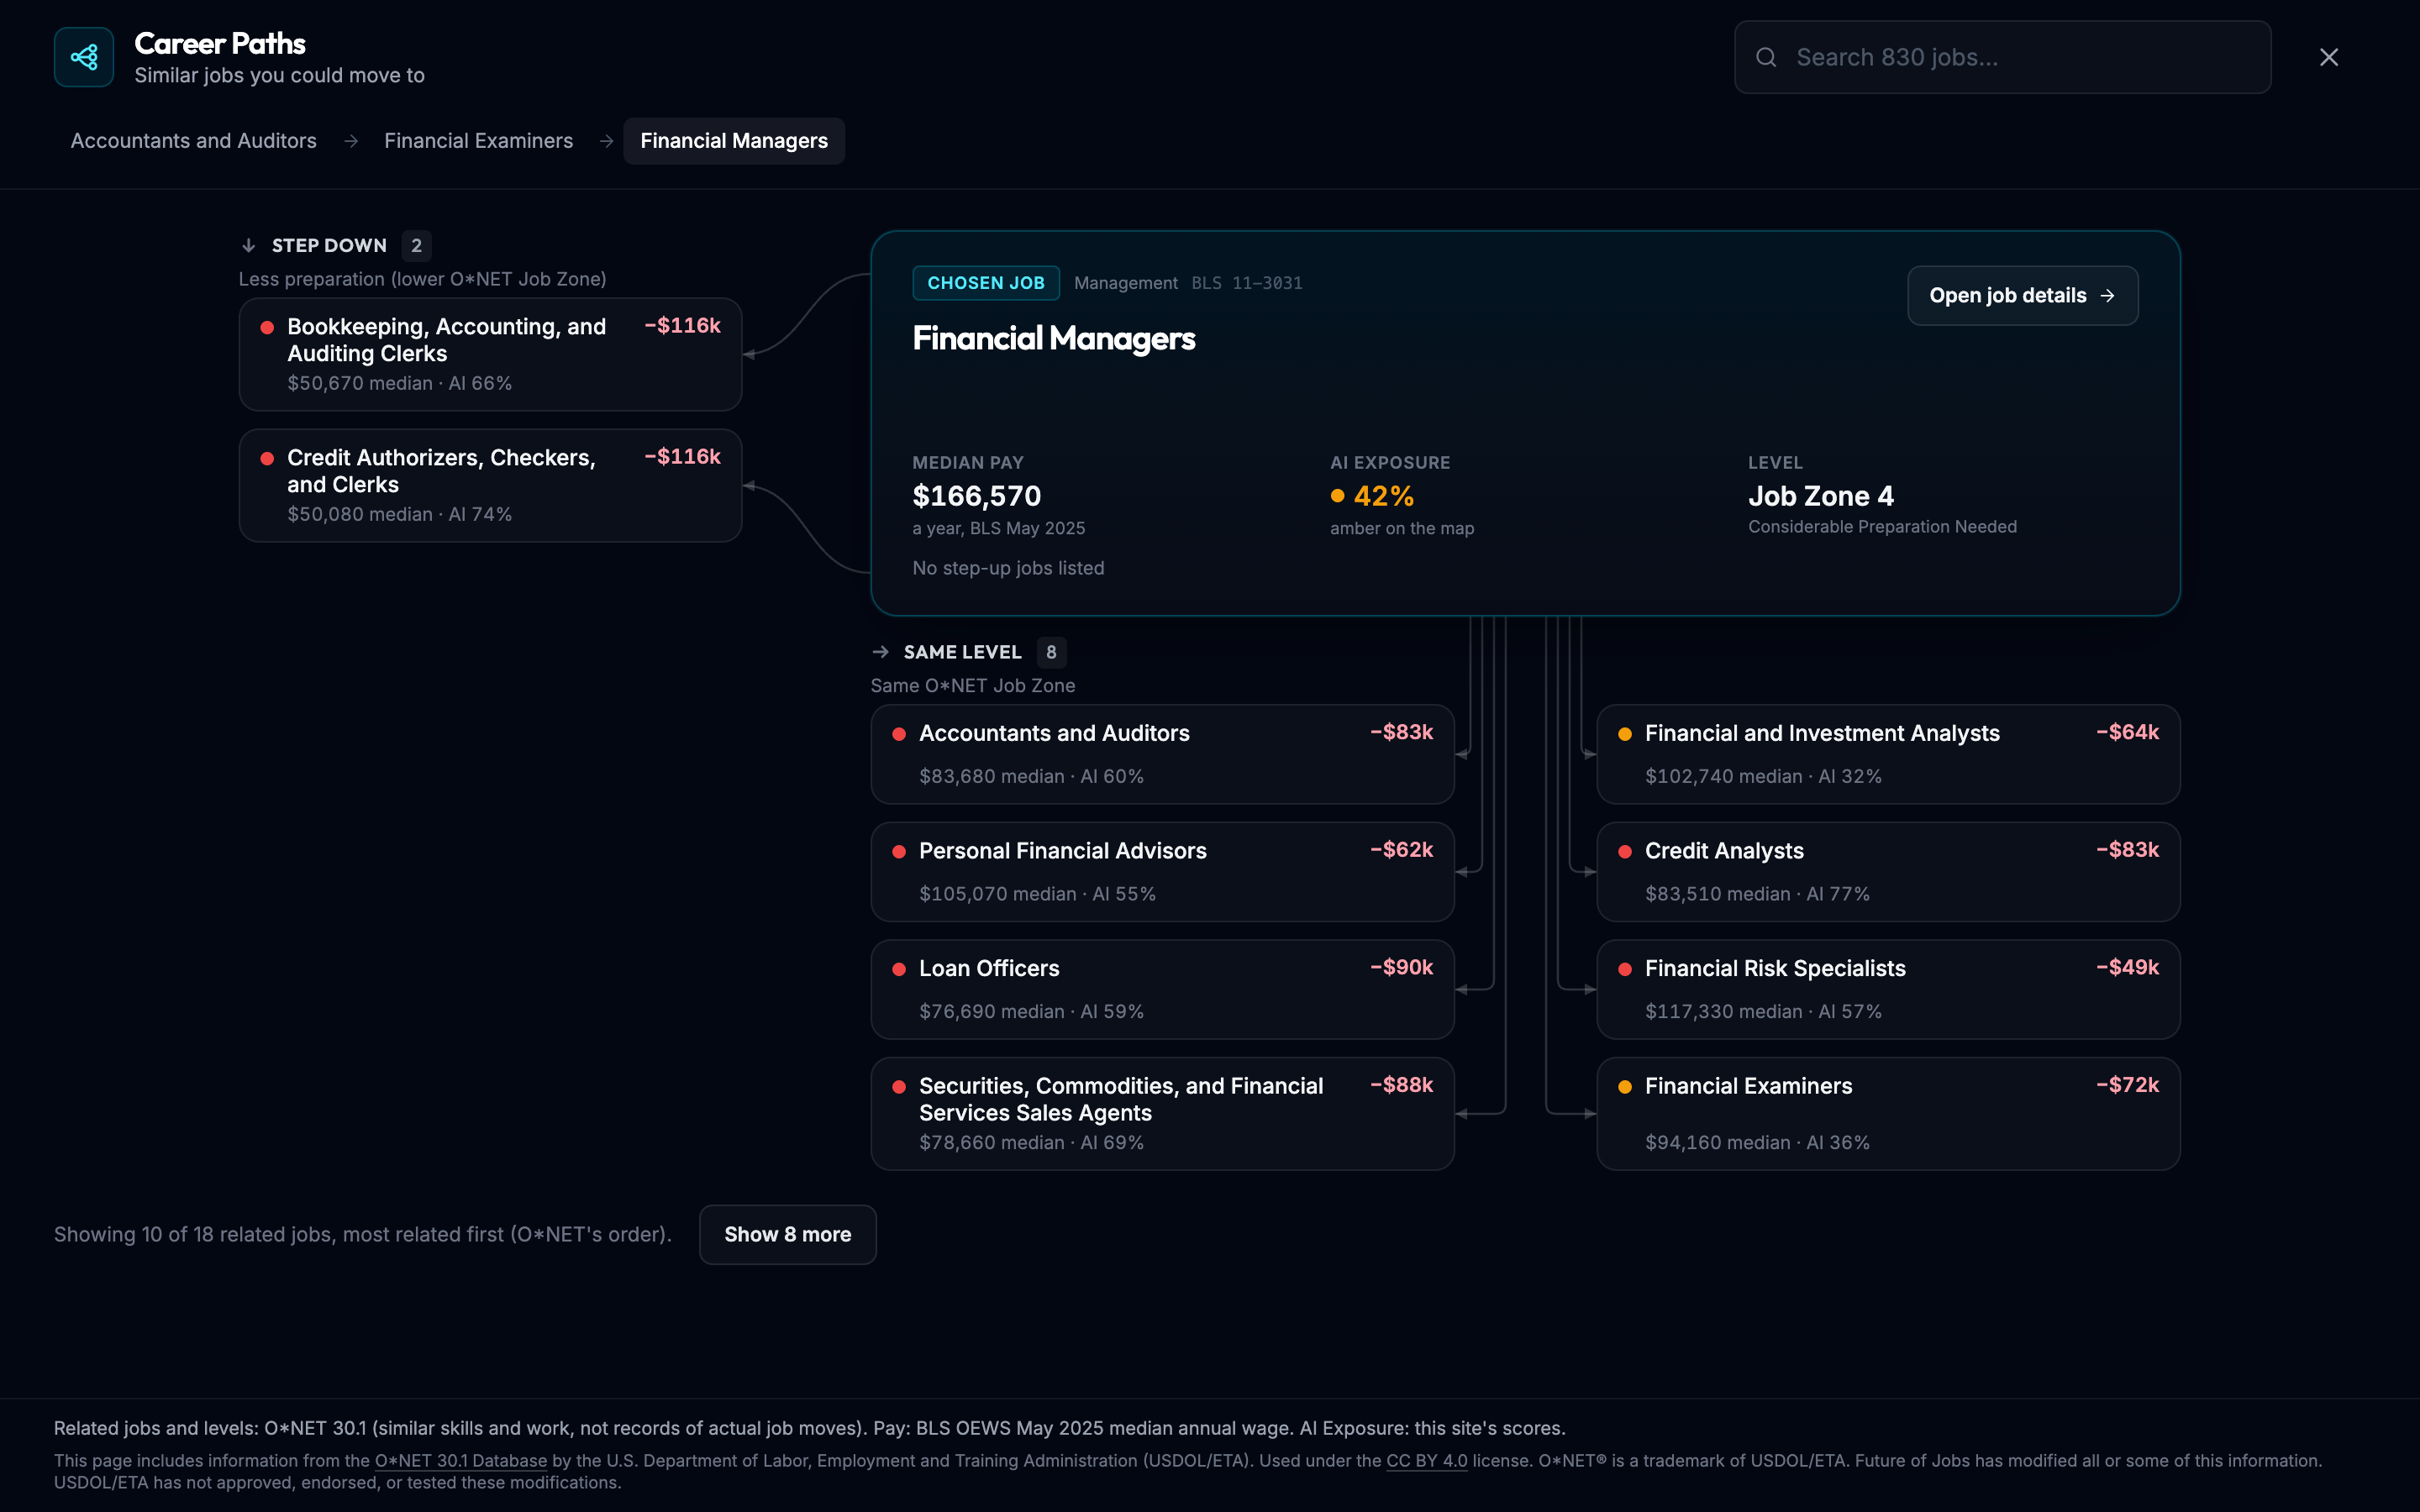 Career Paths
Similar jobs you could move to
Search 830 jobs...
Accountants and Auditors → Financial Examiners → Financial Managers
↓ STEP DOWN 2
Less preparation (lower O*NET Job Zone)
Bookkeeping, Accounting, and −$116k
Auditing Clerks
$50,670 median · AI 66%
Credit Authorizers, Checkers, −$116k
and Clerks
$50,080 median · AI 74%
CHOSEN JOB Management BLS 11–3031
Open job details →
Financial Managers
MEDIAN PAY
$166,570
a year, BLS May 2025
AI EXPOSURE
42%
amber on the map
LEVEL
Job Zone 4
Considerable Preparation Needed
No step-up jobs listed
→ SAME LEVEL 8
Same O*NET Job Zone
Accountants and Auditors −$83k
$83,680 median · AI 60%
Financial and Investment Analysts −$64k
$102,740 median · AI 32%
Personal Financial Advisors −$62k
$105,070 median · AI 55%
Credit Analysts −$83k
$83,510 median · AI 77%
Loan Officers −$90k
$76,690 median · AI 59%
Financial Risk Specialists −$49k
$117,330 median · AI 57%
Securities, Commodities, and Financial −$88k
Services Sales Agents
$78,660 median · AI 69%
Financial Examiners −$72k
$94,160 median · AI 36%
Showing 10 of 18 related jobs, most related first (O*NET's order).
Show 8 more
Related jobs and levels: O*NET 30.1 (similar skills and work, not records of actual job moves). Pay: BLS OEWS May 2025 median annual wage. AI Exposure: this site's scores.
This page includes information from the O*NET 30.1 Database by the U.S. Department of Labor, Employment and Training Administration (USDOL/ETA). Used under the CC BY 4.0 license. O*NET® is a trademark of USDOL/ETA. Future of Jobs has modified all or some of this information.
USDOL/ETA has not approved, endorsed, or tested these modifications.